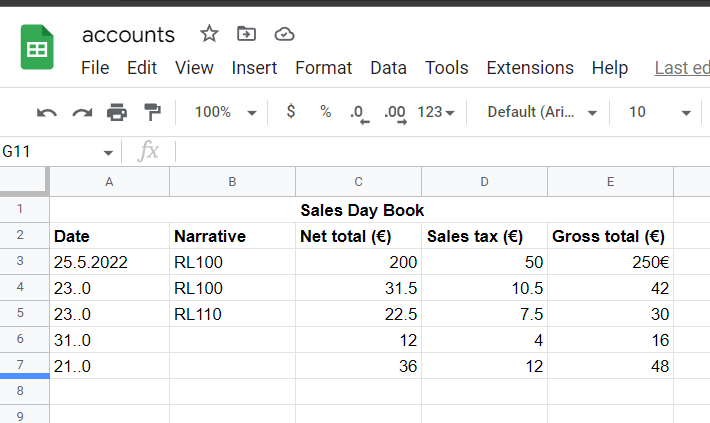 accounts
File Edit View Insert Format Data Tools Extensions Help Last ed
100% $ % .0 .00 123 Default (Ari... 10
G11 fx
A B C D E
1 Sales Day Book
2 Date Narrative Net total (€) Sales tax (€) Gross total (€)
3 25.5.2022 RL100 200 50 250€
4 23..0 RL100 31.5 10.5 42
5 23..0 RL110 22.5 7.5 30
6 31..0 12 4 16
7 21..0 36 12 48
8
9